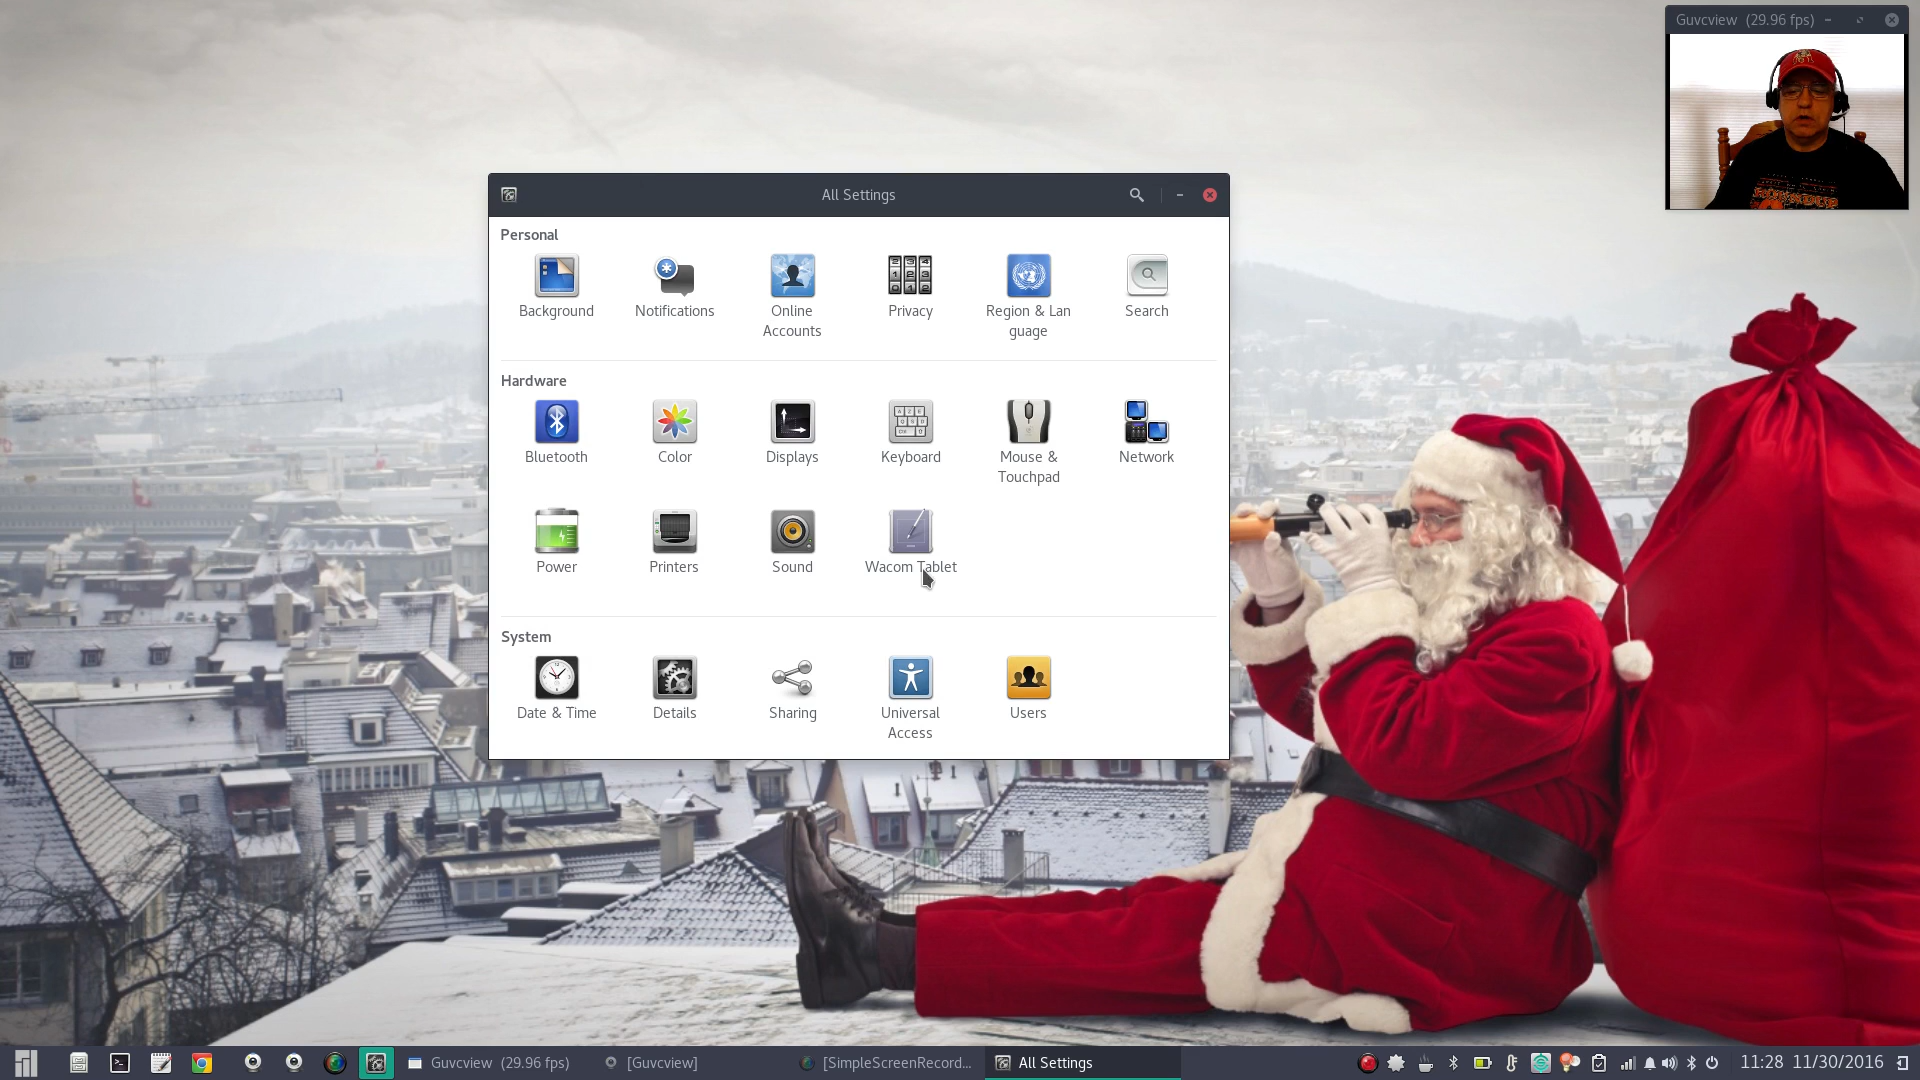 Guvcview (29.96 fps)
All Settings
Personal
Background
Notifications
Online
Accounts
Privacy
Region & Lan
guage
Search
Hardware
Bluetooth
Color
Displays
Keyboard
Mouse &
Touchpad
Network
Power
Printers
Sound
Wacom Tablet
System
Date & Time
Details
Sharing
Universal
Access
Users
Guvcview (29.96 fps)
[Guvcview]
[SimpleScreenRecord...
All Settings
11:28 11/30/2016